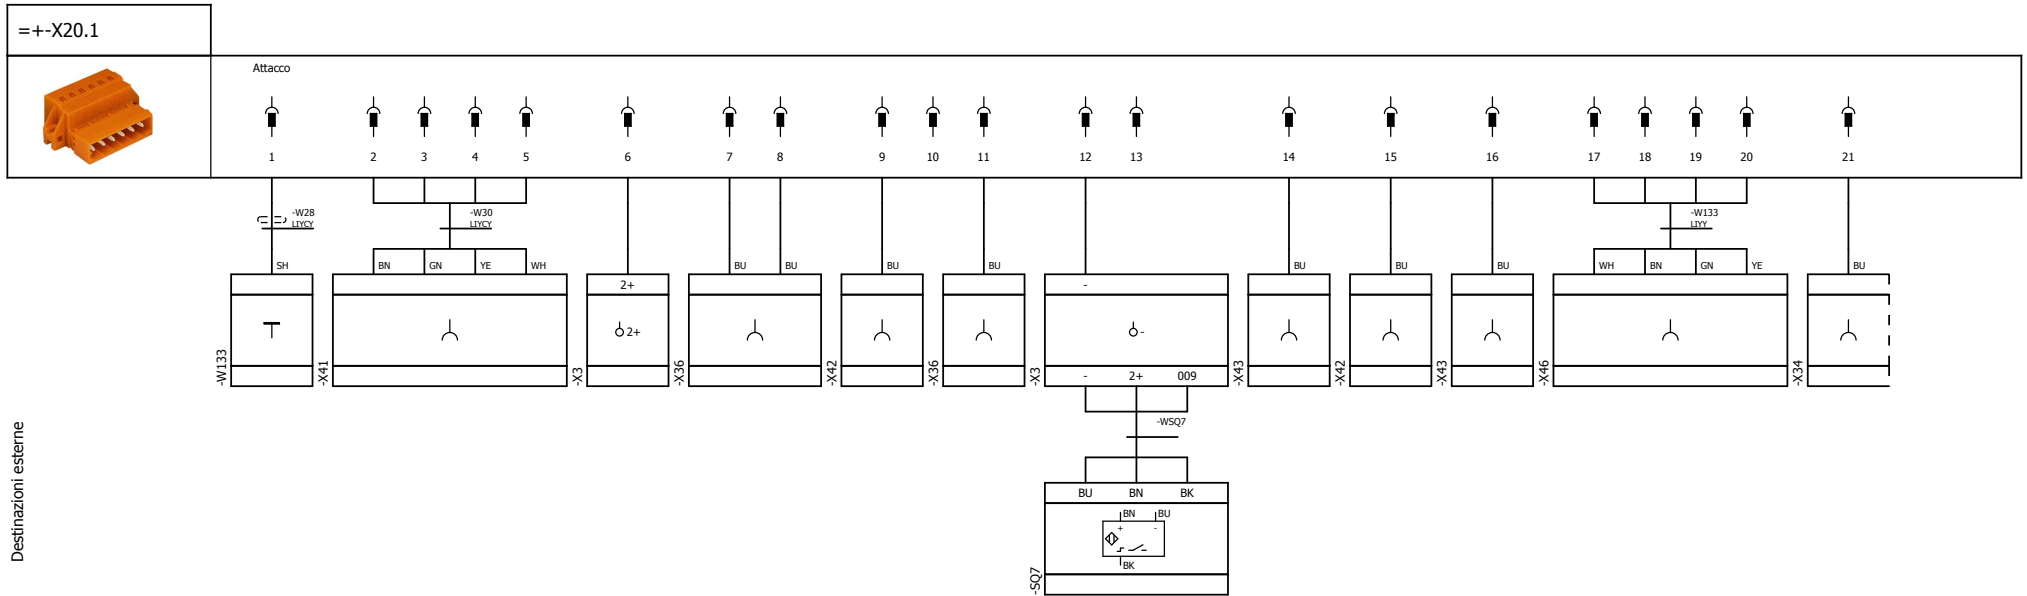 =+-X20.1
Attacco
1 2 3 4 5 6 7 8 9 10 11 12 13 14 15 16 17 18 19 20 21
-W28 -W30 -W133
LIYCY LIYCY LIYY
SH BN GN YE WH BU BU BU BU BU BU BU WH BN GN YE BU
2+ -
2+ -
-W133 -X41 -X3 -X36 -X42 -X36 -X3 -X43 -X42 -X43 -X46 -X34
- 2+ 009
-WSQ7
BU BN BK
BN BU
+ -
BK
-SQ7
Destinazioni esterne